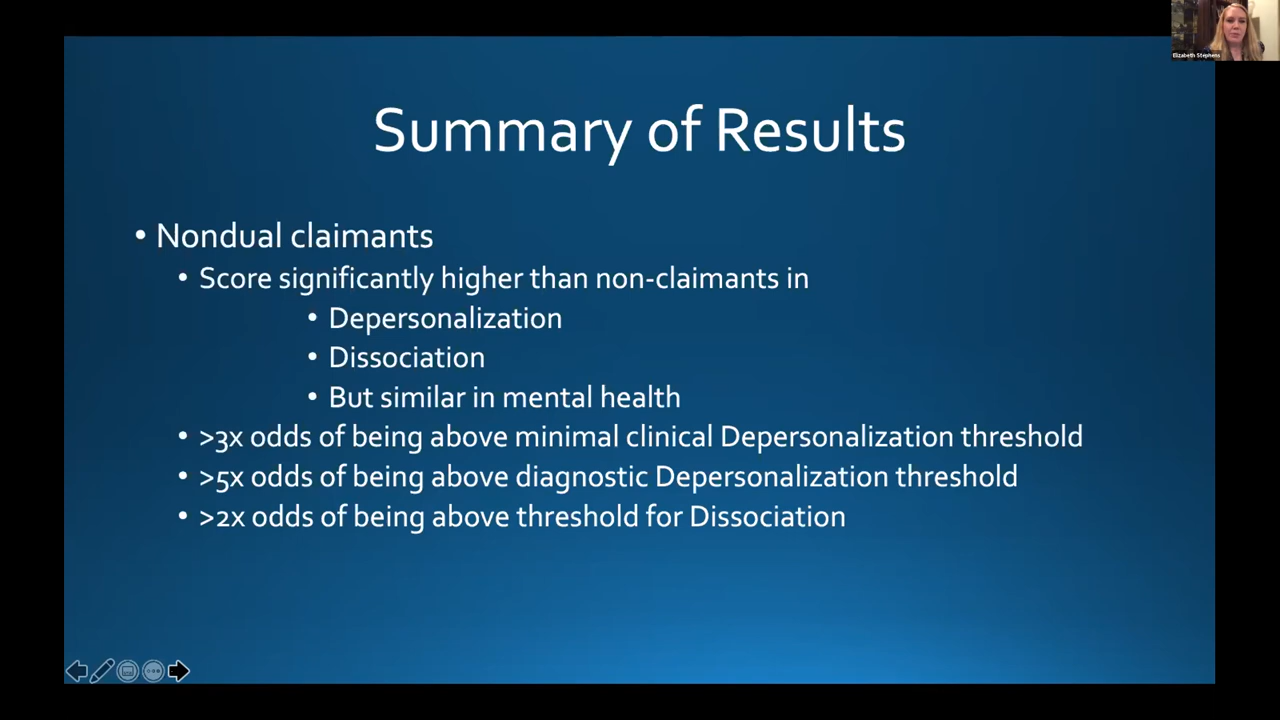 Elizabeth Stephens
Summary of Results
• Nondual claimants
• Score significantly higher than non-claimants in
• Depersonalization
• Dissociation
• But similar in mental health
• >3x odds of being above minimal clinical Depersonalization threshold
• >5x odds of being above diagnostic Depersonalization threshold
• >2x odds of being above threshold for Dissociation